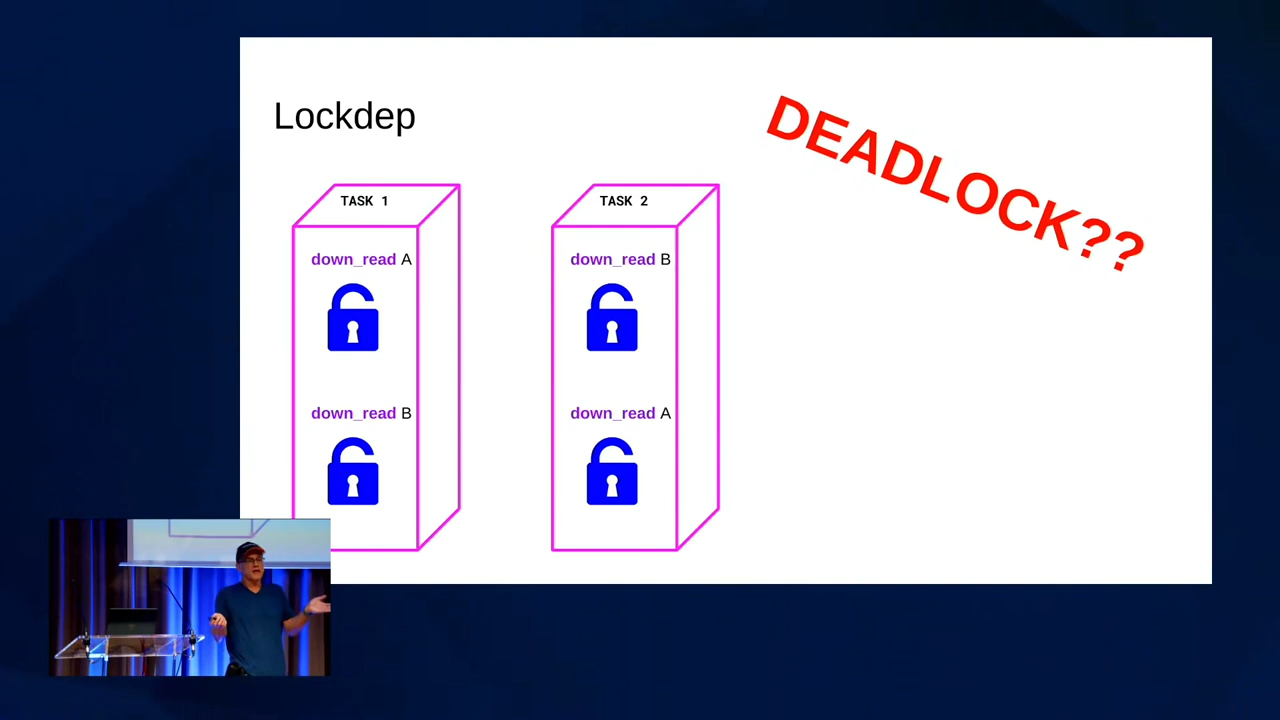 Lockdep
DEADLOCK??
TASK 1
TASK 2
down_read A
down_read B
down_read B
down_read A